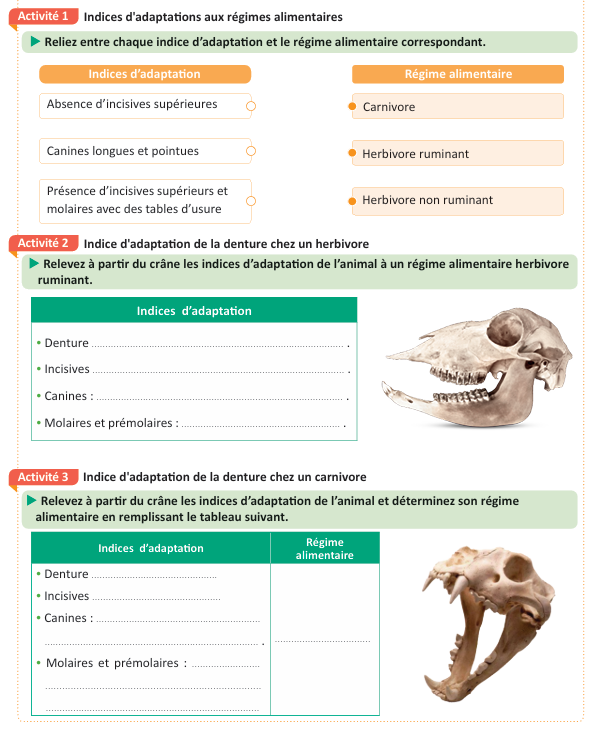 Activité 1 Indices d'adaptations aux régimes alimentaires
Reliez entre chaque indice d'adaptation et le régime alimentaire correspondant.
Indices d'adaptation
Régime alimentaire
Absence d'incisives supérieures
Carnivore
Canines longues et pointues
Herbivore ruminant
Présence d'incisives supérieurs et
molaires avec des tables d'usure
Herbivore non ruminant
Activité 2 Indice d'adaptation de la denture chez un herbivore
Relevez à partir du crâne les indices d'adaptation de l'animal à un régime alimentaire herbivore
ruminant.
Indices d'adaptation
• Denture .................... .
• Incisives .................... .
• Canines : .................... .
• Molaires et prémolaires : .................... .
Activité 3 Indice d'adaptation de la denture chez un carnivore
Relevez à partir du crâne les indices d'adaptation de l'animal et déterminez son régime
alimentaire en remplissant le tableau suivant.
Indices d'adaptation
Régime
alimentaire
• Denture ....................
• Incisives ....................
• Canines : ....................
.................... .
• Molaires et prémolaires : ....................
....................
....................
....................